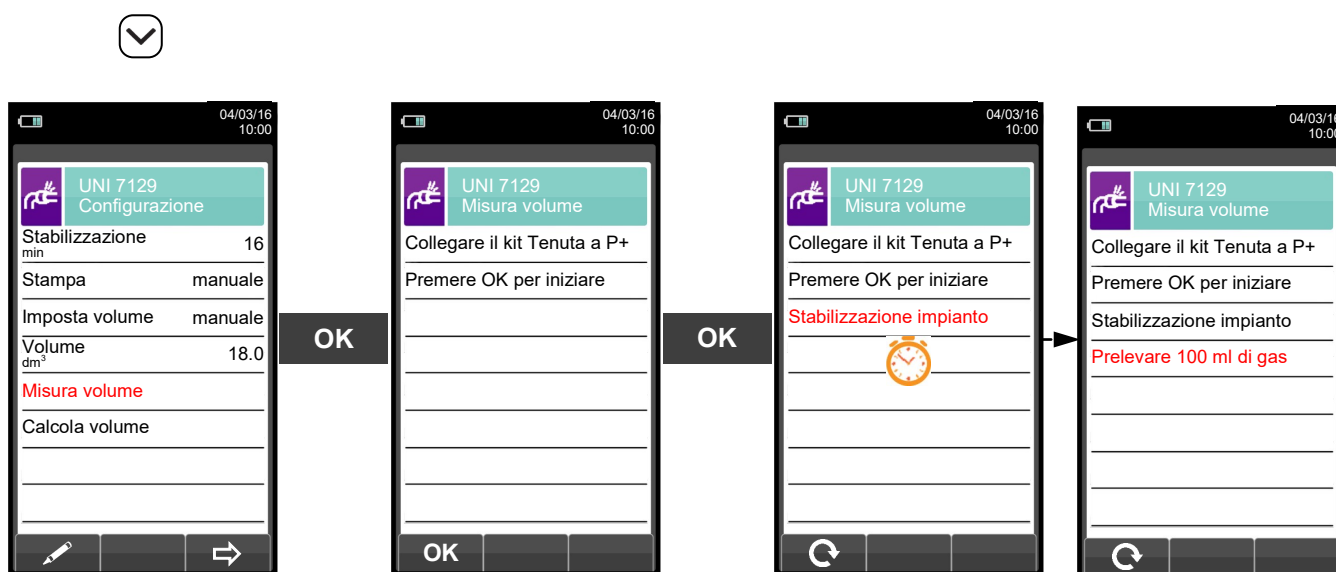 04/03/16
10:00
UNI 7129
Configurazione
Stabilizzazione 16
min
Stampa manuale
Imposta volume manuale
Volume 18.0
dm³
Misura volume
Calcola volume
OK
04/03/16
10:00
UNI 7129
Misura volume
Collegare il kit Tenuta a P+
Premere OK per iniziare
OK
OK
04/03/16
10:00
UNI 7129
Misura volume
Collegare il kit Tenuta a P+
Premere OK per iniziare
Stabilizzazione impianto
04/03/16
10:00
UNI 7129
Misura volume
Collegare il kit Tenuta a P+
Premere OK per iniziare
Stabilizzazione impianto
Prelevare 100 ml di gas